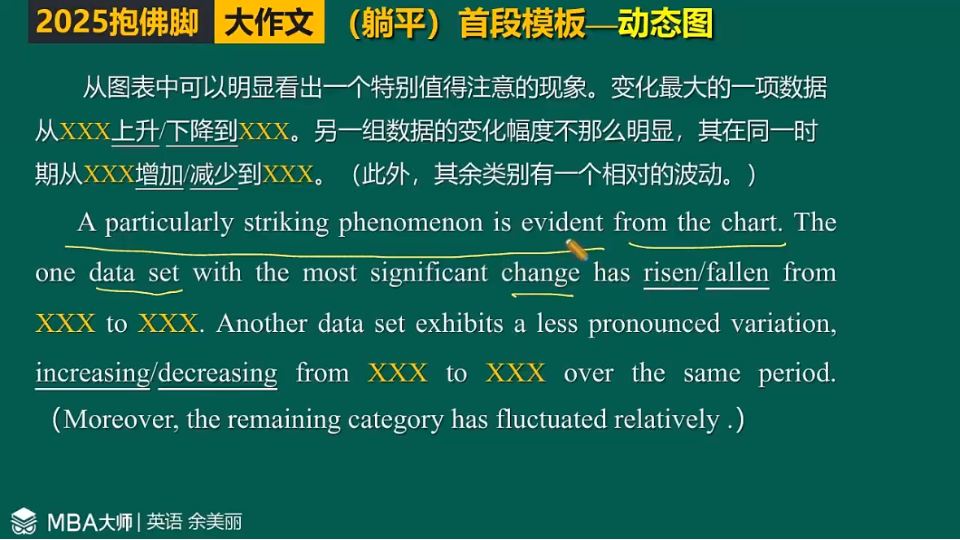 2025抱佛脚 大作文 （躺平）首段模板—动态图
从图表中可以明显看出一个特别值得注意的现象。变化最大的一项数据
从XXX上升/下降到XXX。另一组数据的变化幅度不那么明显，其在同一时
期从XXX增加/减少到XXX。（此外，其余类别有一个相对的波动。）
A particularly striking phenomenon is evident from the chart. The
one data set with the most significant change has risen/fallen from
XXX to XXX. Another data set exhibits a less pronounced variation,
increasing/decreasing from XXX to XXX over the same period.
（Moreover, the remaining category has fluctuated relatively .）
MBA大师 | 英语 余美丽